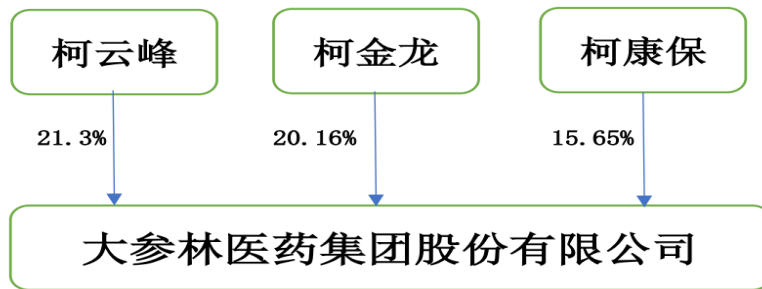 柯云峰 柯金龙 柯康保
21.3% 20.16% 15.65%
大参林医药集团股份有限公司